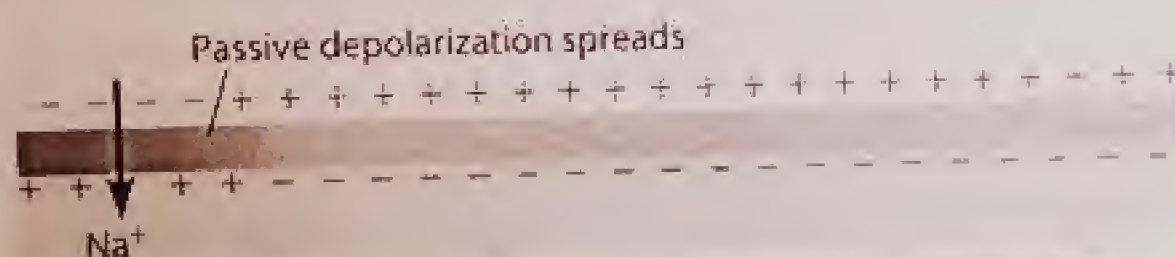 Passive depolarization spreads
− − − − + + + + + + + + + + + + + + + + + + − + +
+ + + + − − − − − − − − − − − − − − − − −
Na⁺